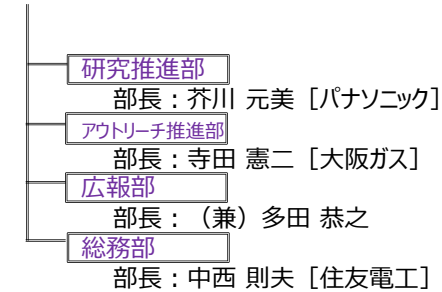 研究推進部
部長：芥川 元美［パナソニック］
アウトリーチ推進部
部長：寺田 憲二［大阪ガス］
広報部
部長：（兼）多田 恭之
総務部
部長：中西 則夫［住友電工］